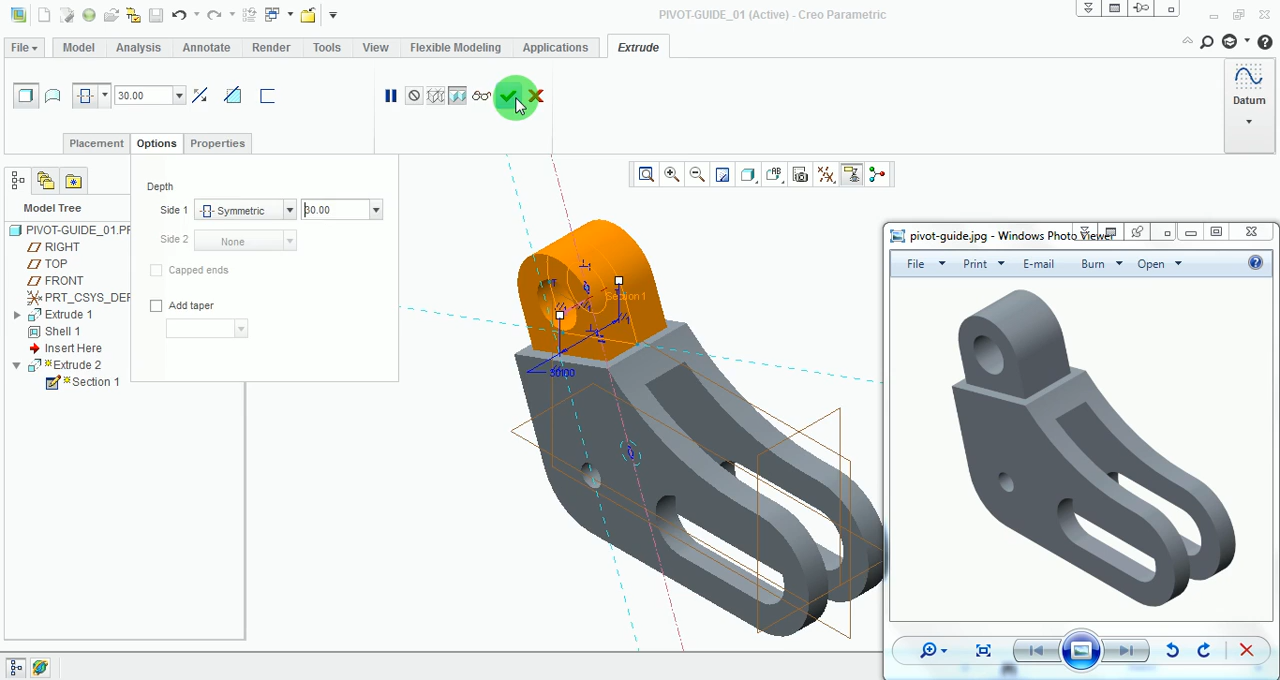 PIVOT-GUIDE_01 (Active) - Creo Parametric
File Model Analysis Annotate Render Tools View Flexible Modeling Applications Extrude
30.00
Datum
Placement Options Properties
Model Tree
PIVOT-GUIDE_01.PR
RIGHT
TOP
FRONT
PRT_CSYS_DEF
Extrude 1
Shell 1
Insert Here
Extrude 2
Section 1
Depth
Side 1 Symmetric 30.00
Side 2 None
Capped ends
Add taper
Section1
pivot-guide.jpg - Windows Photo Viewer
File Print E-mail Burn Open